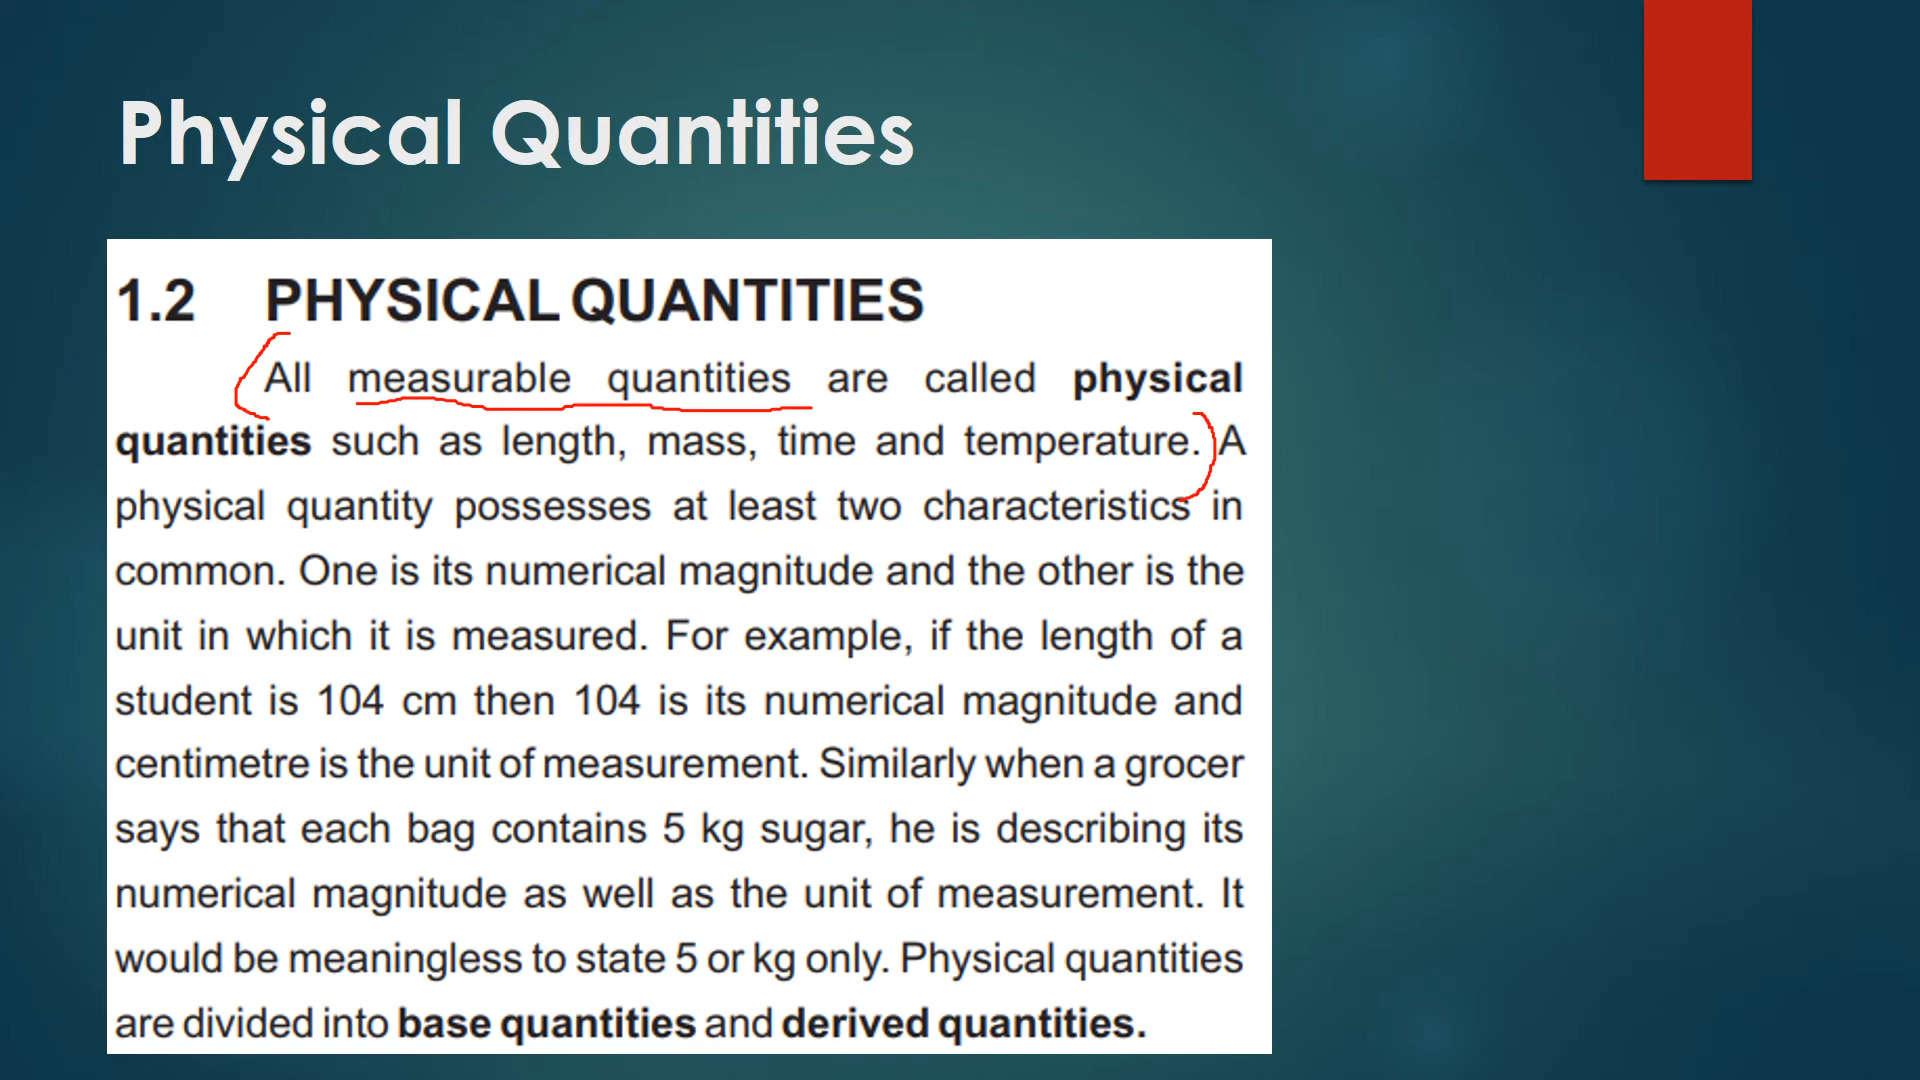 Physical Quantities
1.2 PHYSICAL QUANTITIES
All measurable quantities are called physical
quantities such as length, mass, time and temperature. A
physical quantity possesses at least two characteristics in
common. One is its numerical magnitude and the other is the
unit in which it is measured. For example, if the length of a
student is 104 cm then 104 is its numerical magnitude and
centimetre is the unit of measurement. Similarly when a grocer
says that each bag contains 5 kg sugar, he is describing its
numerical magnitude as well as the unit of measurement. It
would be meaningless to state 5 or kg only. Physical quantities
are divided into base quantities and derived quantities.